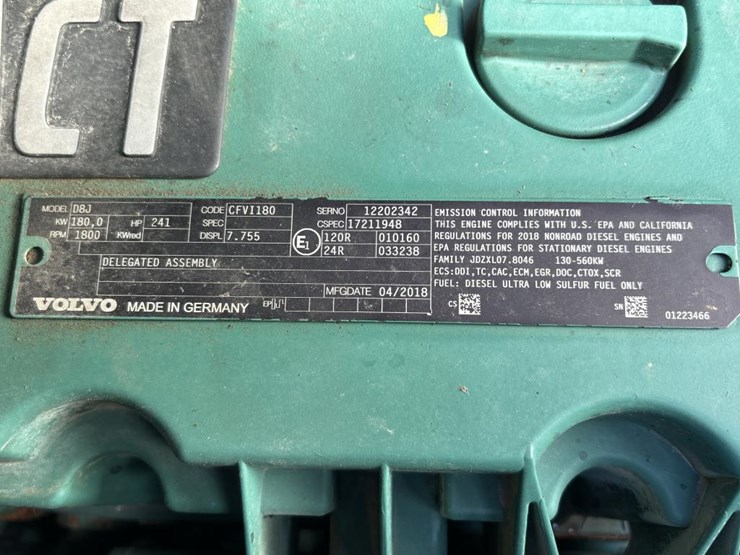 CT
MODEL D8J CODE CFVI180 SERNO 12202342
KW 180,0 HP 241 SPEC CSPEC 17211948
RPM 1800 KWred DISPL 7.755 E1 120R 010160
24R 033238
DELEGATED ASSEMBLY
MFGDATE 04/2018
VOLVO MADE IN GERMANY EP
EMISSION CONTROL INFORMATION
THIS ENGINE COMPLIES WITH U.S. EPA AND CALIFORNIA
REGULATIONS FOR 2018 NONROAD DIESEL ENGINES AND
EPA REGULATIONS FOR STATIONARY DIESEL ENGINES
FAMILY JDZXL07.8046 130-560KW
ECS:DDI,TC,CAC,ECM,EGR,DOC,CTOX,SCR
FUEL: DIESEL ULTRA LOW SULFUR FUEL ONLY
CS SN 01223466